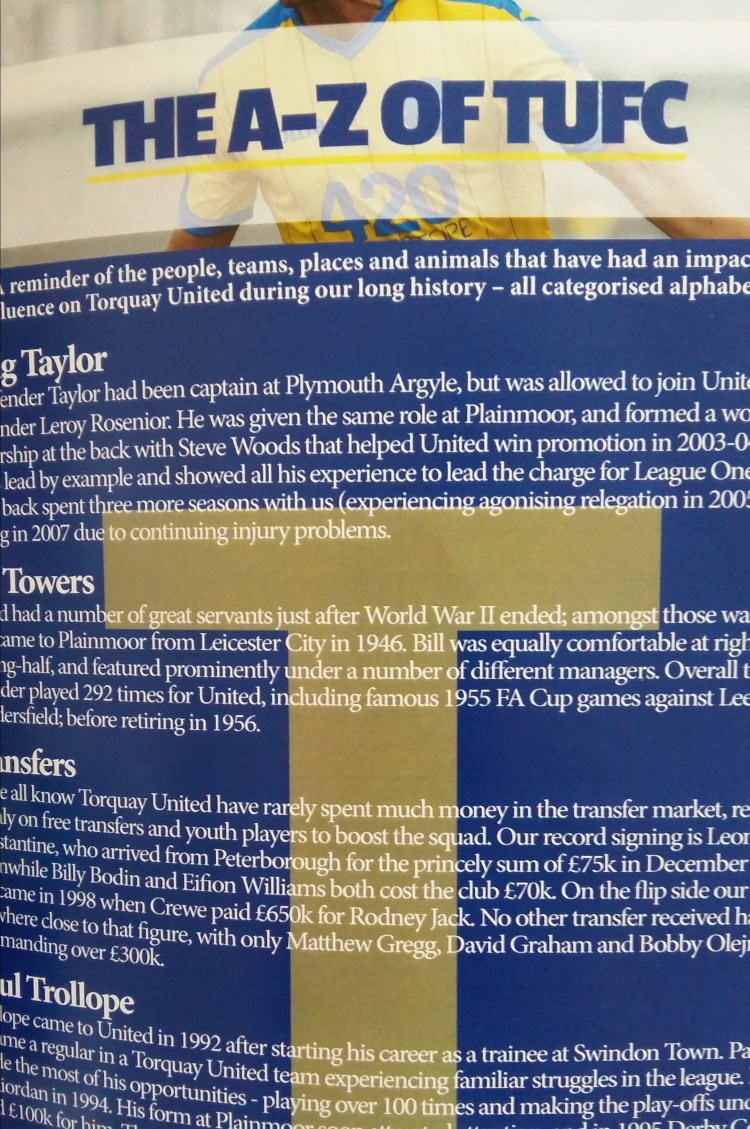 THE A–Z OF TUFC
420
reminder of the people, teams, places and animals that have had an impac
luence on Torquay United during our long history – all categorised alphabe
g Taylor
ender Taylor had been captain at Plymouth Argyle, but was allowed to join Unite
nder Leroy Rosenior. He was given the same role at Plainmoor, and formed a wo
rship at the back with Steve Woods that helped United win promotion in 2003-0
lead by example and showed all his experience to lead the charge for League One
back spent three more seasons with us (experiencing agonising relegation in 200
g in 2007 due to continuing injury problems.
Towers
d had a number of great servants just after World War II ended; amongst those wa
came to Plainmoor from Leicester City in 1946. Bill was equally comfortable at righ
ng-half, and featured prominently under a number of different managers. Overall t
der played 292 times for United, including famous 1955 FA Cup games against Lee
dersfield; before retiring in 1956.
ansfers
e all know Torquay United have rarely spent much money in the transfer market, re
ly on free transfers and youth players to boost the squad. Our record signing is Leon
stantine, who arrived from Peterborough for the princely sum of £75k in December
nwhile Billy Bodin and Eifion Williams both cost the club £70k. On the flip side our
came in 1998 when Crewe paid £650k for Rodney Jack. No other transfer received h
where close to that figure, with only Matthew Gregg, David Graham and Bobby Olej
manding over £300k.
ul Trollope
lope came to United in 1992 after starting his career as a trainee at Swindon Town. Pa
ame a regular in a Torquay United team experiencing familiar struggles in the league.
le the most of his opportunities - playing over 100 times and making the play-offs und
iordan in 1994. His form at Plainmoor
£100k for him.